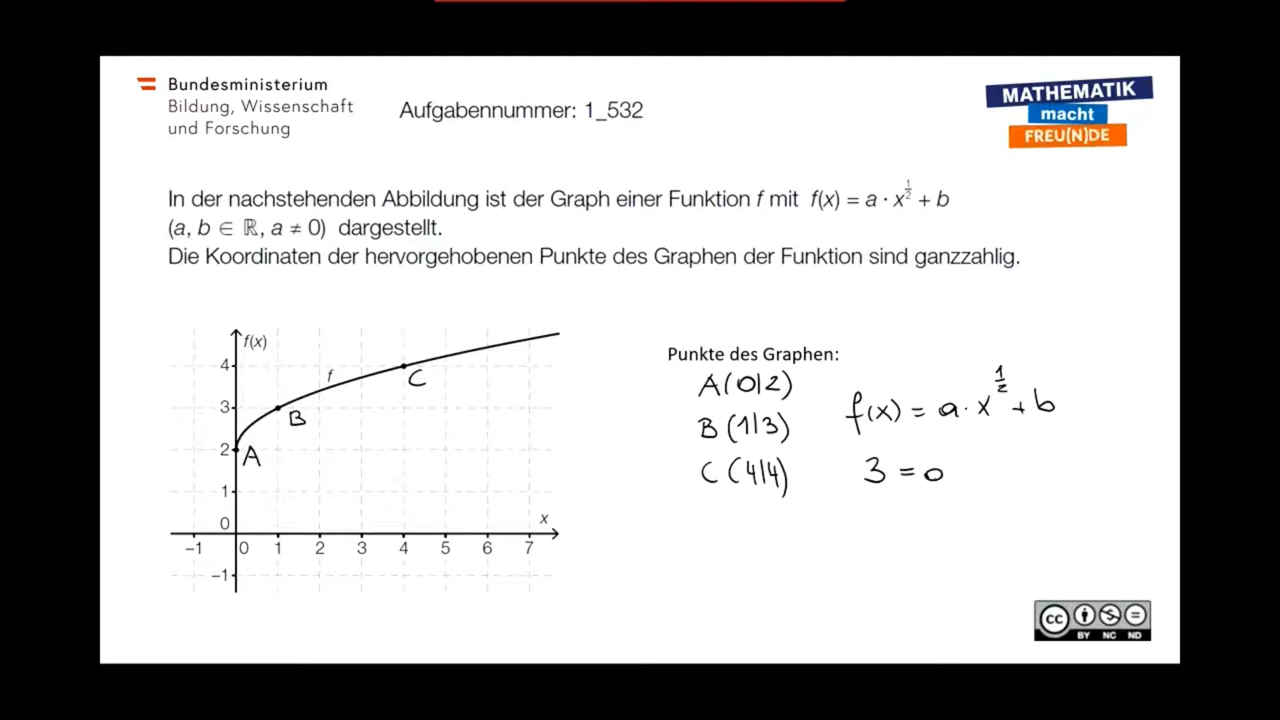 Bundesministerium
Bildung, Wissenschaft
und Forschung
Aufgabennummer: 1_532
MATHEMATIK
macht
FREU(N)DE
In der nachstehenden Abbildung ist der Graph einer Funktion f mit f(x) = a · x^(1/2) + b
(a, b ∈ ℝ, a ≠ 0) dargestellt.
Die Koordinaten der hervorgehobenen Punkte des Graphen der Funktion sind ganzzahlig.
f(x)
4
f
C
3
B
2
A
1
0
x
–1 0 1 2 3 4 5 6 7
–1
Punkte des Graphen:
A (0|2)
B (1|3)
C (4|4)
f(x) = a · x^(1/2) + b
3 = o
cc
BY NC ND